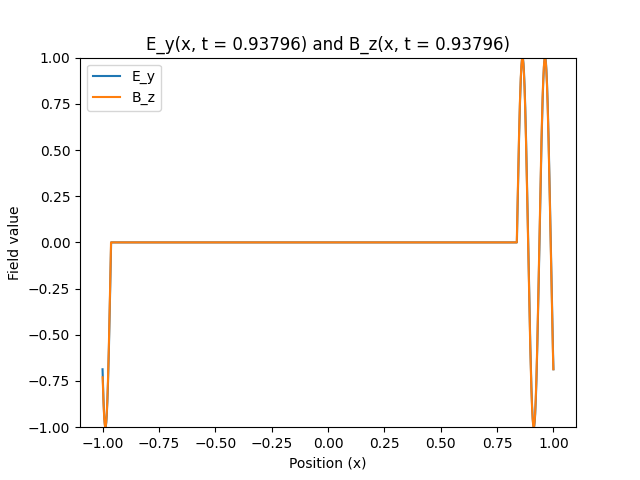 E_y(x, t = 0.93796) and B_z(x, t = 0.93796)
1.00
0.75
0.50
0.25
0.00
−0.25
−0.50
−0.75
−1.00
Field value
E_y
B_z
−1.00 −0.75 −0.50 −0.25 0.00 0.25 0.50 0.75 1.00
Position (x)